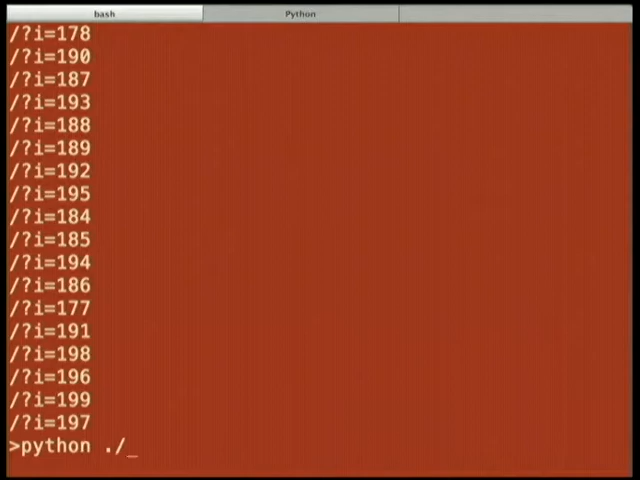 bash Python
/?i=178
/?i=190
/?i=187
/?i=193
/?i=188
/?i=189
/?i=192
/?i=195
/?i=184
/?i=185
/?i=194
/?i=186
/?i=177
/?i=191
/?i=198
/?i=196
/?i=199
/?i=197
>python ./_